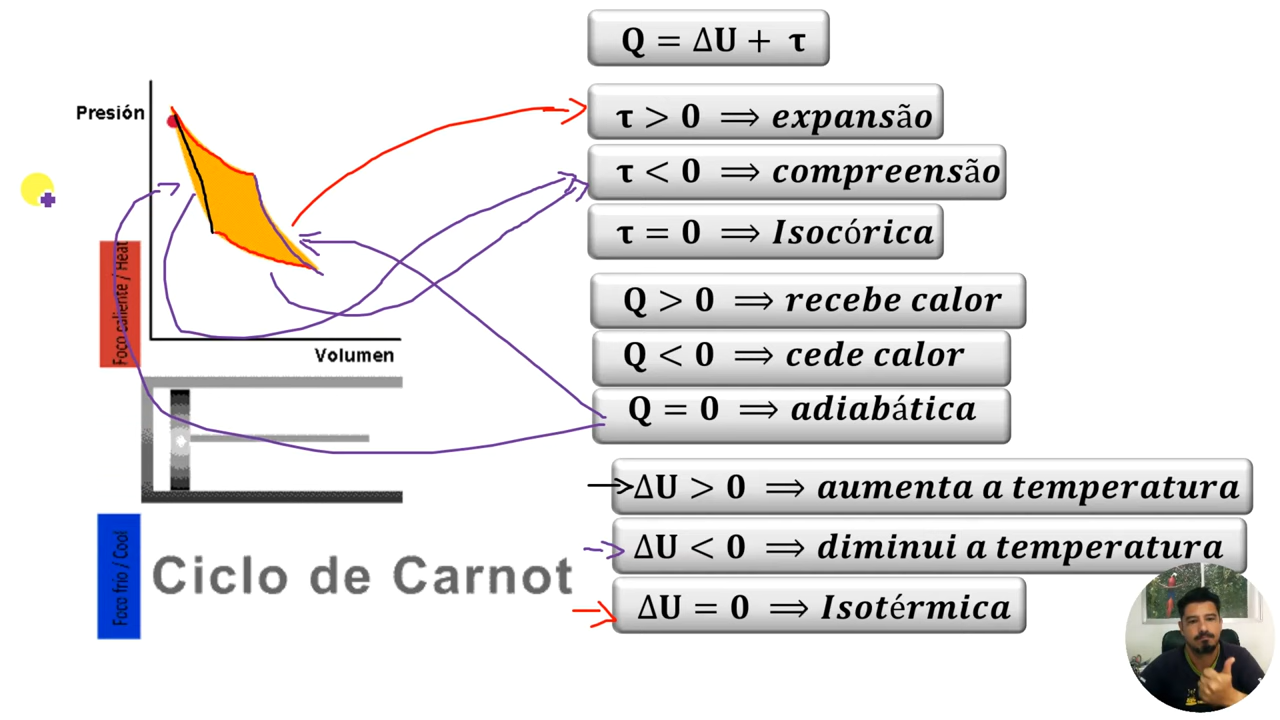 Q = ΔU + τ
Presión
τ > 0 ⟹ expansão
τ < 0 ⟹ compreensão
τ = 0 ⟹ Isocórica
Foco caliente / Heat
Q > 0 ⟹ recebe calor
Volumen
Q < 0 ⟹ cede calor
Q = 0 ⟹ adiabática
ΔU > 0 ⟹ aumenta a temperatura
ΔU < 0 ⟹ diminui a temperatura
Foco frio / Cool
Ciclo de Carnot
ΔU = 0 ⟹ Isotérmica